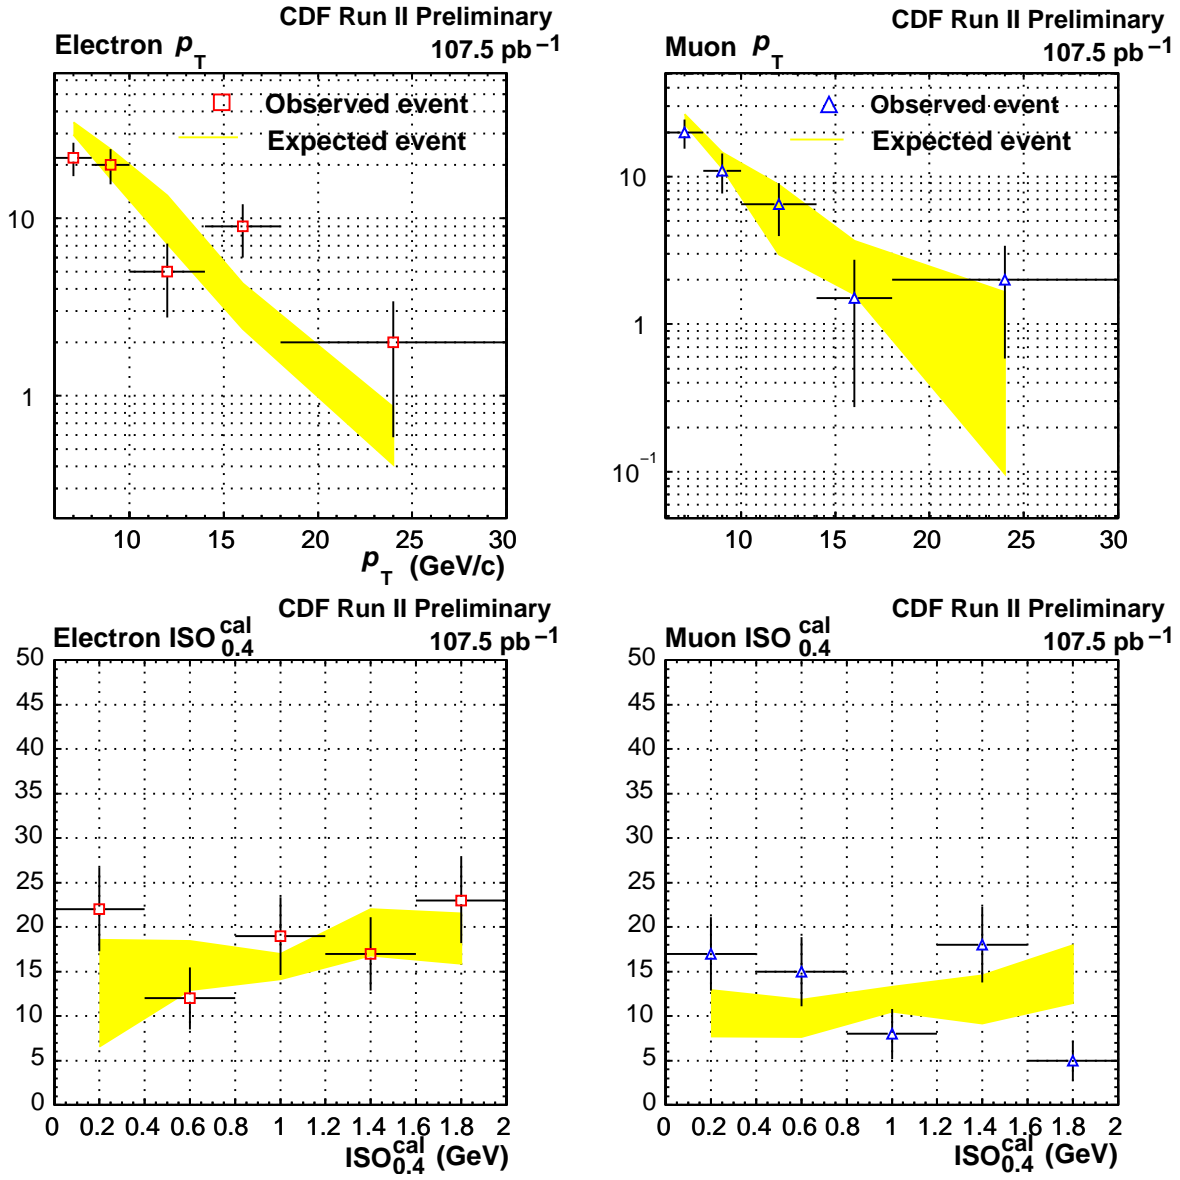 CDF Run II Preliminary
Electron p_T 107.5 pb^−1
Observed event
Expected event
10
1
10 15 20 25 30
p_T (GeV/c)
CDF Run II Preliminary
Muon p_T 107.5 pb^−1
Observed event
Expected event
10
1
10^−1
10 15 20 25 30
CDF Run II Preliminary
Electron ISO^cal_0.4 107.5 pb^−1
50
45
40
35
30
25
20
15
10
5
0
0 0.2 0.4 0.6 0.8 1 1.2 1.4 1.6 1.8 2
ISO^cal_0.4 (GeV)
CDF Run II Preliminary
Muon ISO^cal_0.4 107.5 pb^−1
50
45
40
35
30
25
20
15
10
5
0
0 0.2 0.4 0.6 0.8 1 1.2 1.4 1.6 1.8 2
ISO^cal_0.4 (GeV)